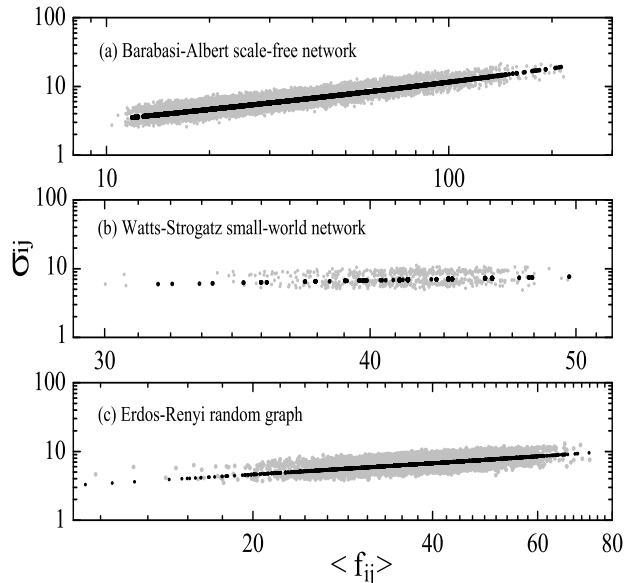 100
(a) Barabasi-Albert scale-free network
10
1
10 100
100
(b) Watts-Strogatz small-world network
10
1
30 40 50
σij
100
(c) Erdos-Renyi random graph
10
1
20 40 60 80
< fij >